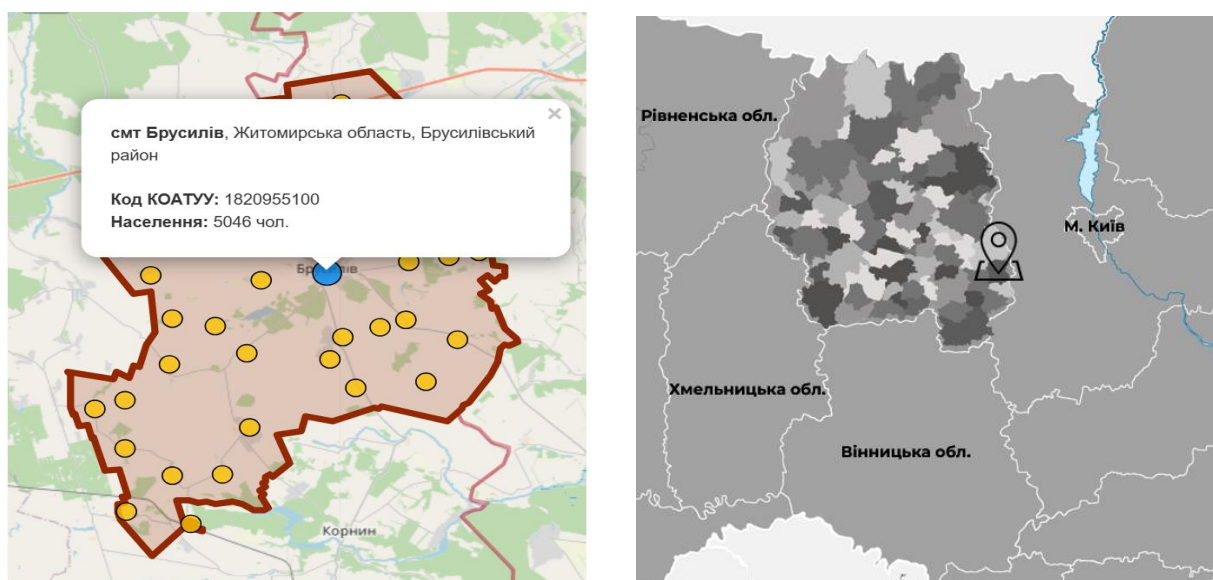 ×
смт Брусилів, Житомирська область, Брусилівський
район
Код КОАТУУ: 1820955100
Населення: 5046 чол.
Корнин
Рівненська обл.
М. Київ
Хмельницька обл.
Вінницька обл.